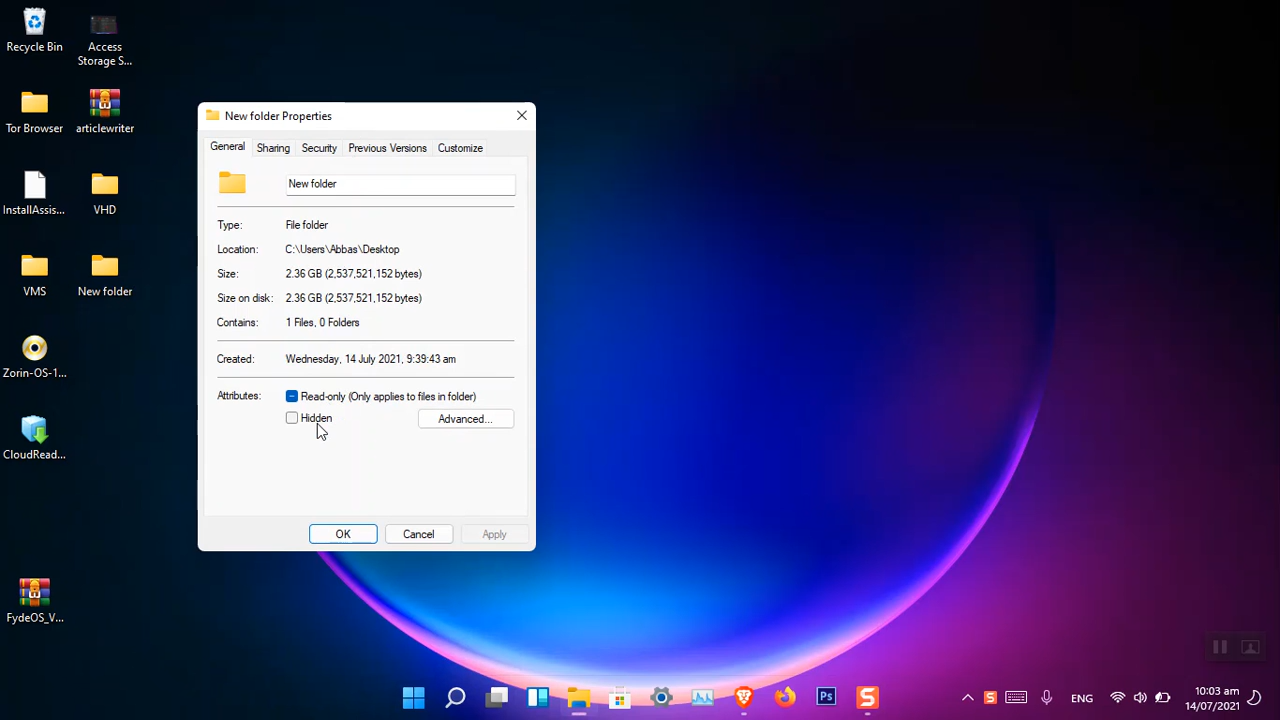 Recycle Bin
Access
Storage S...
Tor Browser
articlewriter
InstallAssis...
VHD
VMS
New folder
Zorin-OS-1...
CloudRead...
FydeOS_V...
New folder Properties
General
Sharing
Security
Previous Versions
Customize
New folder
Type:
File folder
Location:
C:\Users\Abbas\Desktop
Size:
2.36 GB (2,537,521,152 bytes)
Size on disk:
2.36 GB (2,537,521,152 bytes)
Contains:
1 Files, 0 Folders
Created:
Wednesday, 14 July 2021, 9:39:43 am
Attributes:
Read-only (Only applies to files in folder)
Hidden
Advanced...
OK
Cancel
Apply
Ps
S
S
ENG
10:03 am
14/07/2021